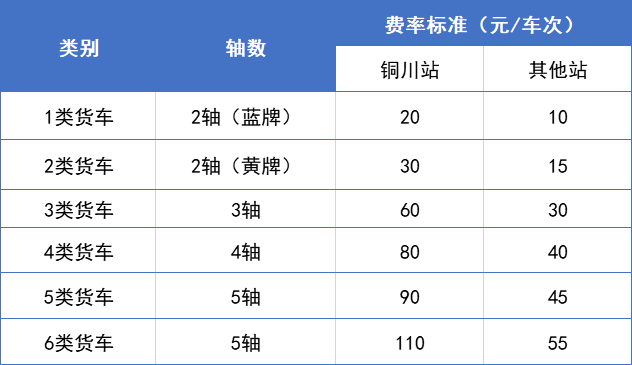 类别 轴数 费率标准（元/车次）
铜川站 其他站
1类货车 2轴（蓝牌） 20 10
2类货车 2轴（黄牌） 30 15
3类货车 3轴 60 30
4类货车 4轴 80 40
5类货车 5轴 90 45
6类货车 5轴 110 55